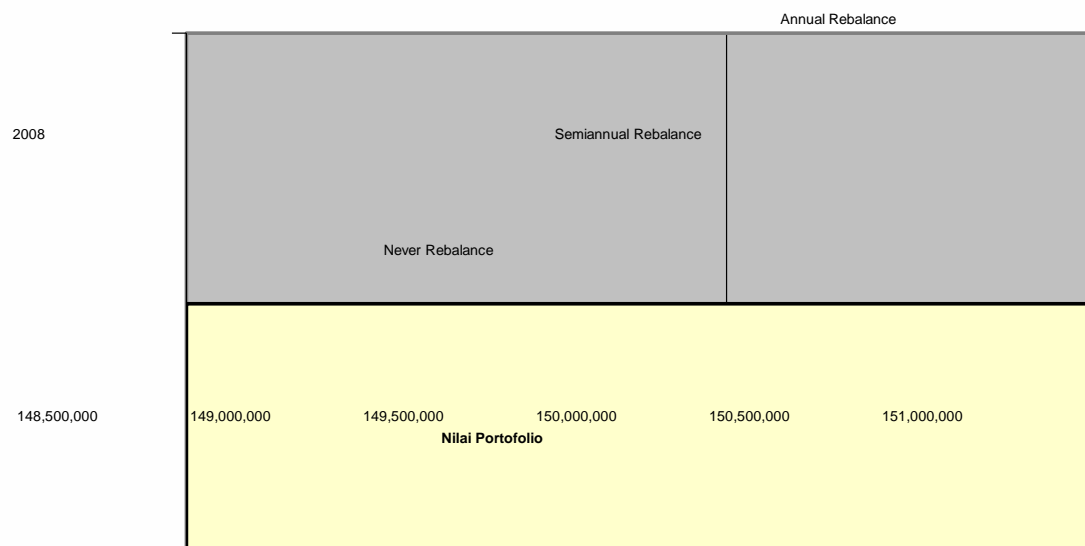 Annual Rebalance
2008
Semiannual Rebalance
Never Rebalance
148,500,000 149,000,000 149,500,000 150,000,000 150,500,000 151,000,000
Nilai Portofolio